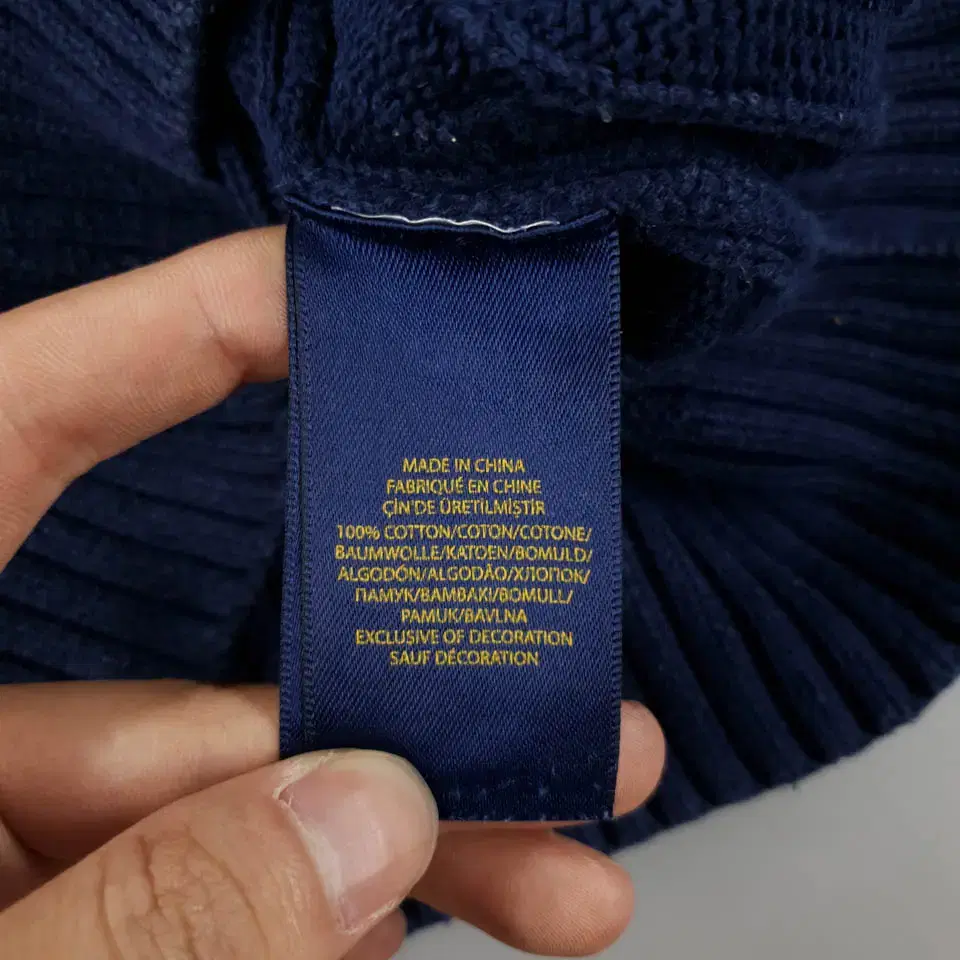 MADE IN CHINA
FABRIQUÉ EN CHINE
ÇİN'DE ÜRETİLMİŞTİR
100% COTTON/COTON/COTONE/
BAUMWOLLE/KATOEN/BOMULD/
ALGODÓN/ALGODÃO/ХЛОПОК/
ПАМУК/BAMBAKI/BOMULL/
PAMUK/BAVLNA
EXCLUSIVE OF DECORATION
SAUF DÉCORATION